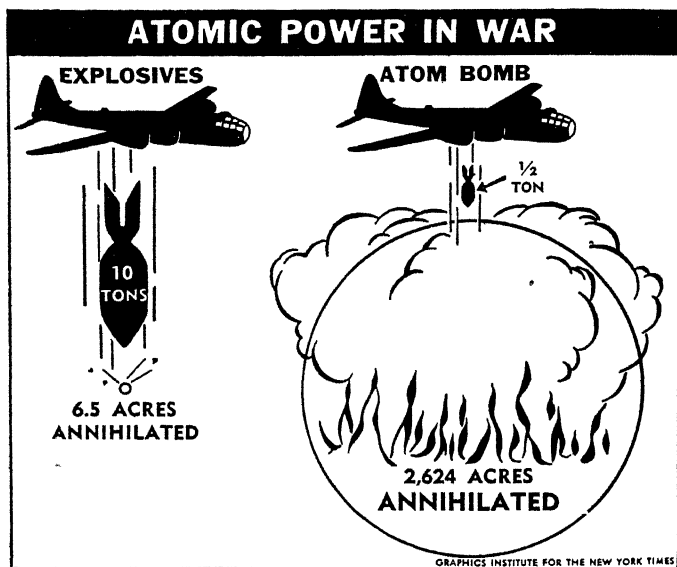 ATOMIC POWER IN WAR
EXPLOSIVES
10
TONS
6.5 ACRES
ANNIHILATED
ATOM BOMB
½
TON
2,624 ACRES
ANNIHILATED
GRAPHICS INSTITUTE FOR THE NEW YORK TIMES